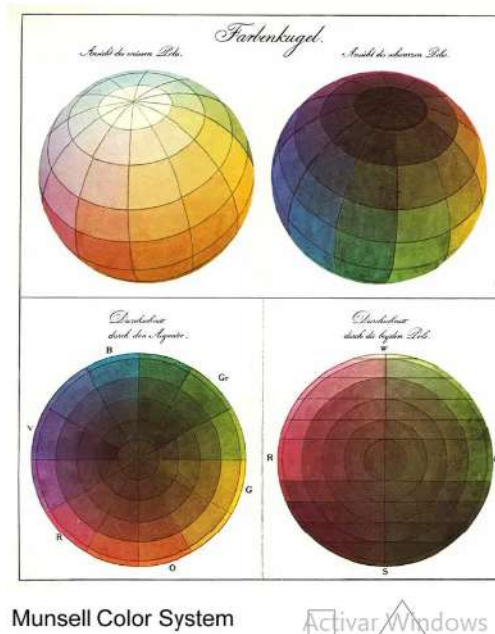 Farbenkugel.
Ansicht des weissen Pols.
Ansicht des schwarzen Pols.
Durchschnitt
durch den Aequator.
Durchschnitt
durch die beyden Pole.
B
Gr
V
G
R
O
W
R
S
Munsell Color System
Activar Windows